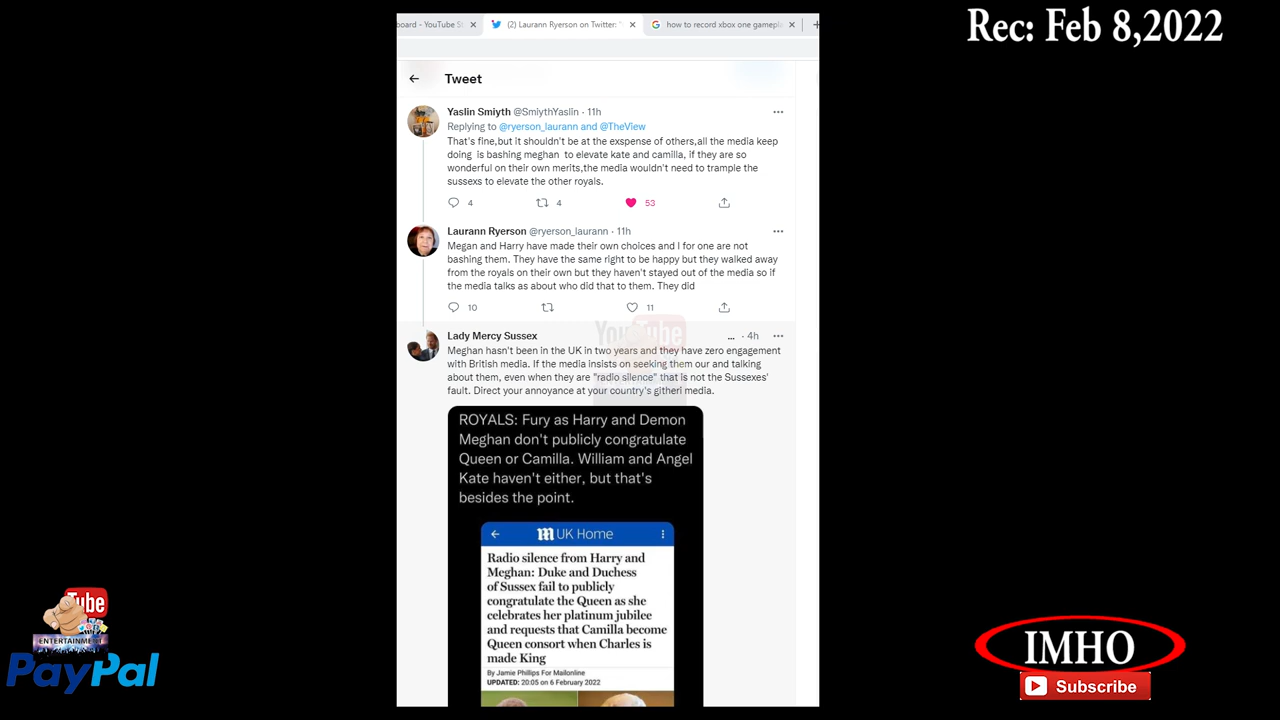 Rec: Feb 8,2022
board - YouTube St
(2) Laurann Ryerson on Twitter: "
how to record xbox one gamepl
Tweet
Yaslin Smiyth @SmiythYaslin · 11h
Replying to @ryerson_laurann and @TheView
That's fine,but it shouldn't be at the exspense of others,all the media keep
doing is bashing meghan to elevate kate and camilla, if they are so
wonderful on their own merits,the media wouldn't need to trample the
sussexs to elevate the other royals.
4 4 53
Laurann Ryerson @ryerson_laurann · 11h
Megan and Harry have made their own choices and I for one are not
bashing them. They have the same right to be happy but they walked away
from the royals on their own but they haven't stayed out of the media so if
the media talks as about who did that to them. They did
10 11
YouTube
Lady Mercy Sussex ... · 4h
Meghan hasn't been in the UK in two years and they have zero engagement
with British media. If the media insists on seeking them our and talking
about them, even when they are "radio silence" that is not the Sussexes'
fault. Direct your annoyance at your country's githeri media.
ROYALS: Fury as Harry and Demon
Meghan don't publicly congratulate
Queen or Camilla. William and Angel
Kate haven't either, but that's
besides the point.
m UK Home
Radio silence from Harry and
Meghan: Duke and Duchess
of Sussex fail to publicly
congratulate the Queen as she
celebrates her platinum jubilee
and requests that Camilla become
Queen consort when Charles is
made King
By Jamie Phillips For Mailonline
UPDATED: 20:05 on 6 February 2022
Tube
ENTERTAINMENT
PayPal
IMHO
Subscribe